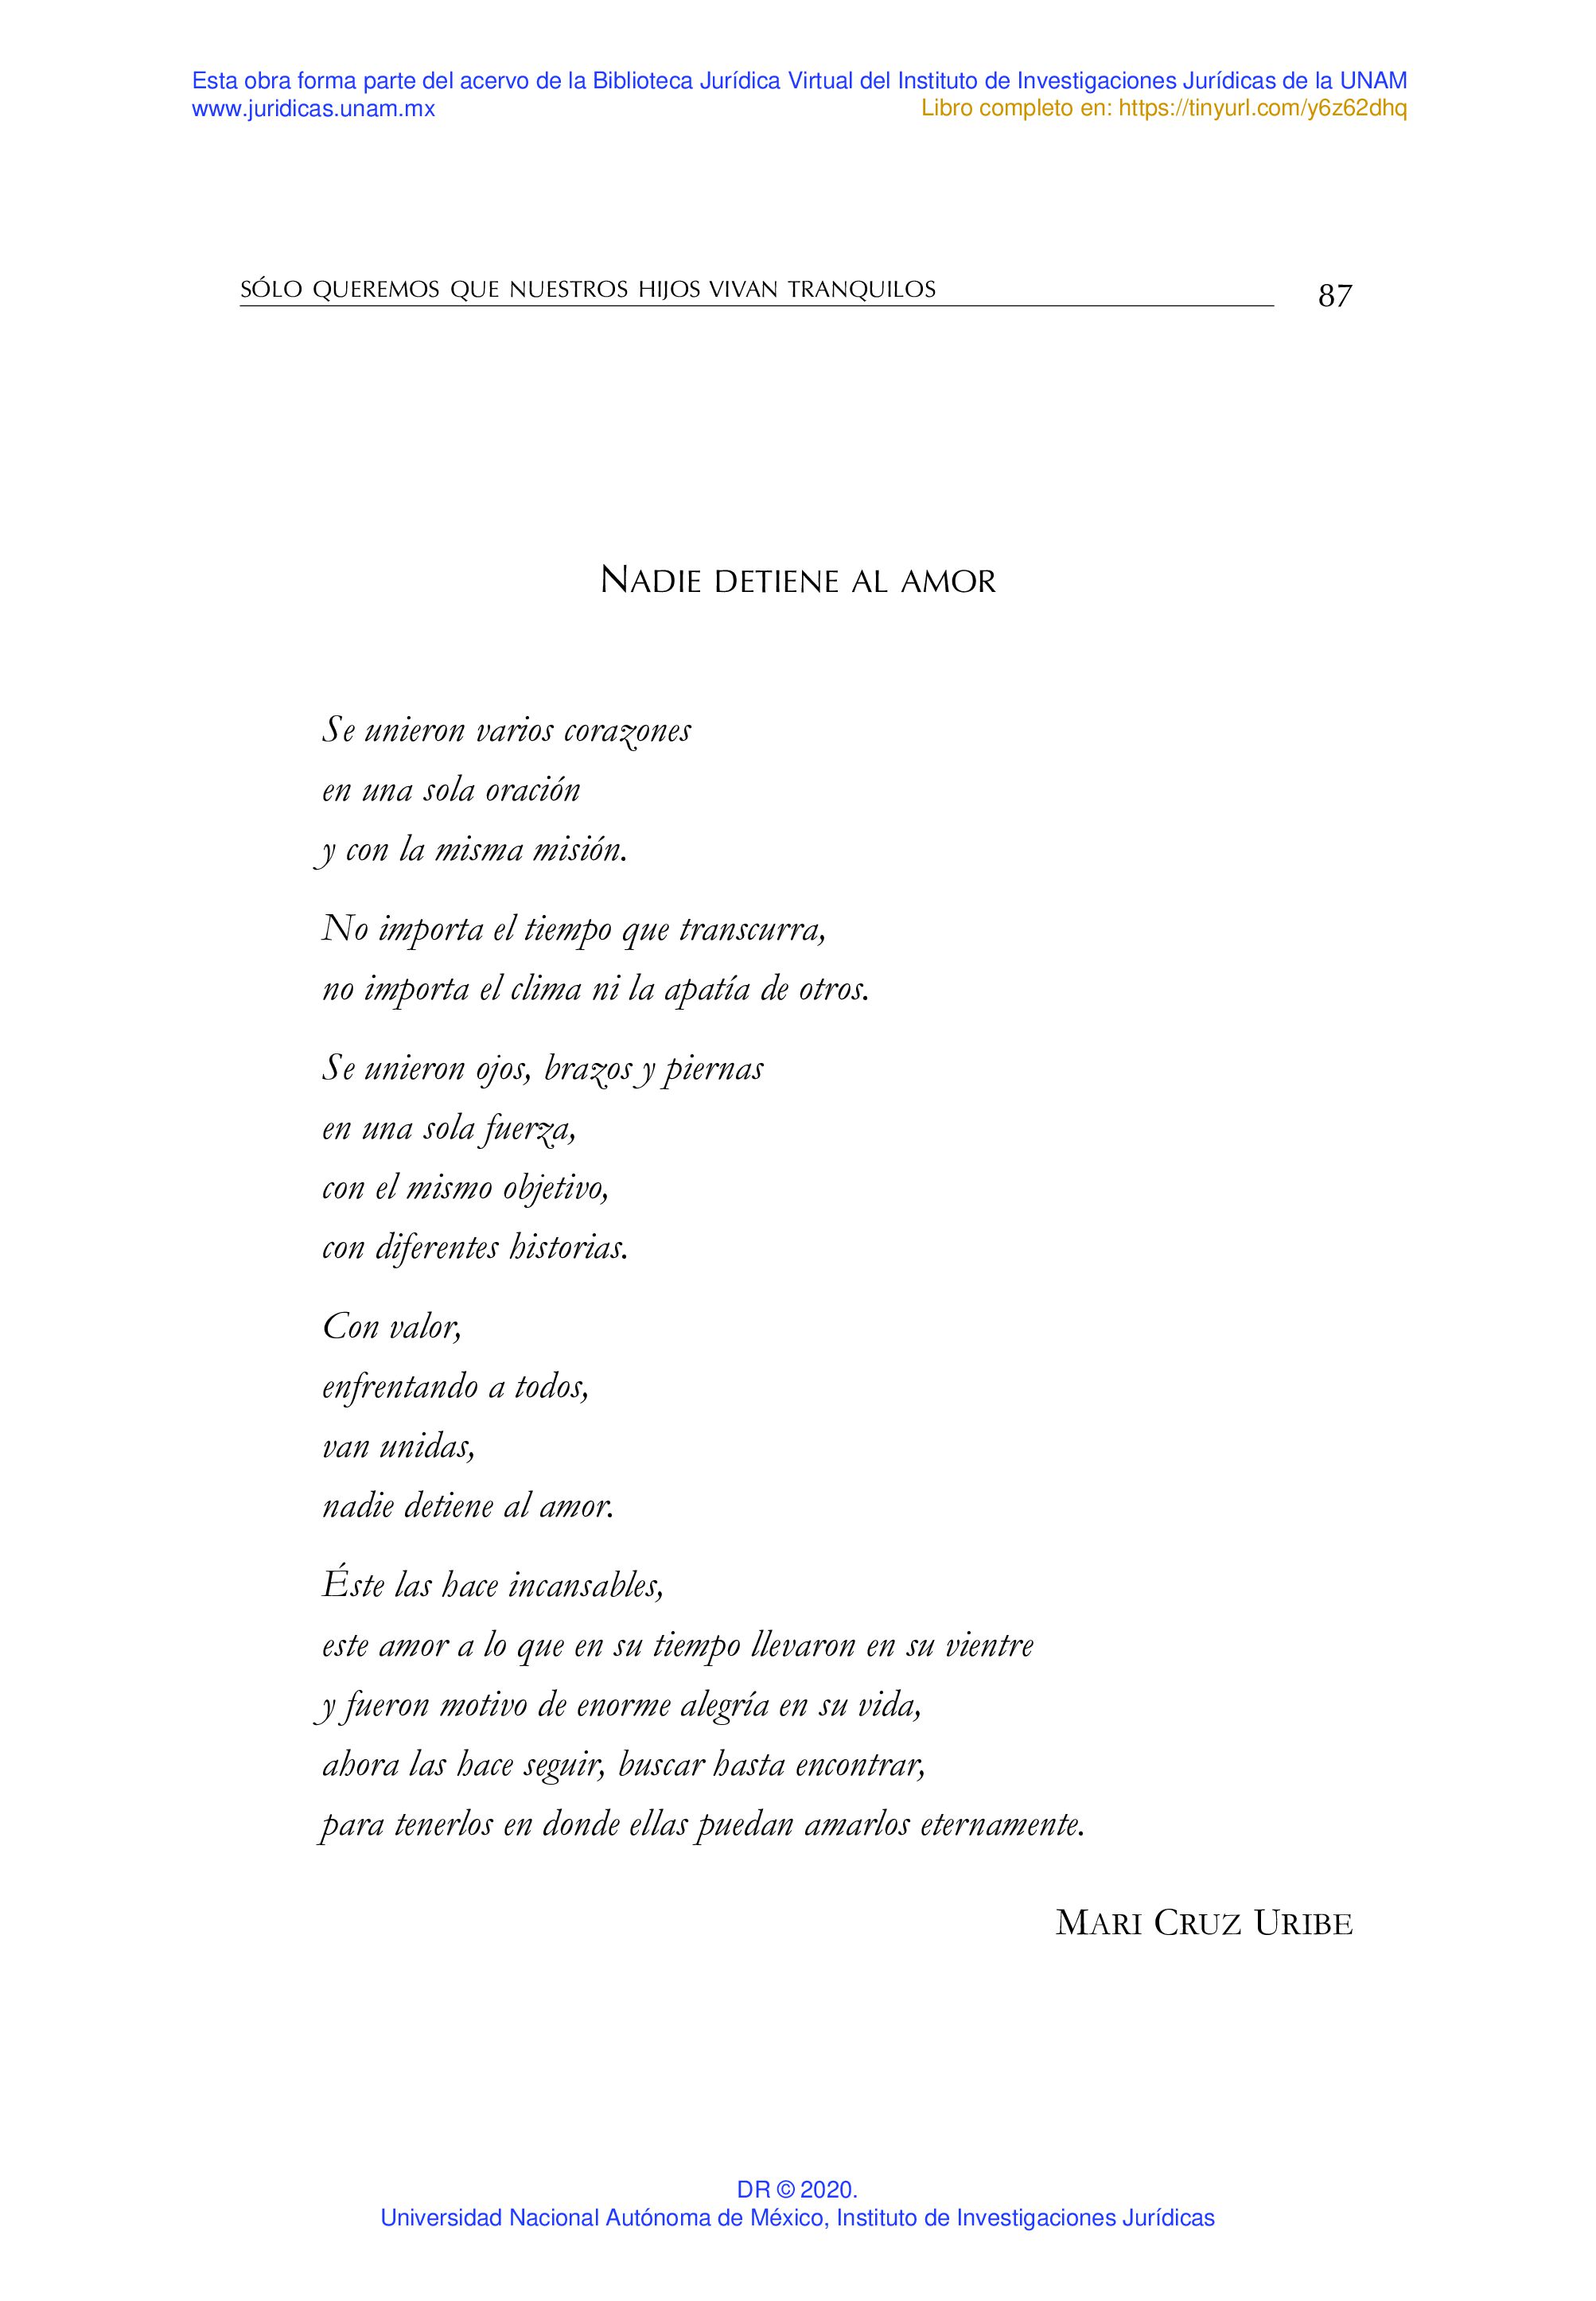 Esta obra forma parte del acervo de la Biblioteca Jurídica Virtual del Instituto de Investigaciones Jurídicas de la UNAM
www.juridicas.unam.mx Libro completo en: https://tinyurl.com/y6z62dhq
SÓLO QUEREMOS QUE NUESTROS HIJOS VIVAN TRANQUILOS 87
NADIE DETIENE AL AMOR
Se unieron varios corazones
en una sola oración
y con la misma misión.
No importa el tiempo que transcurra,
no importa el clima ni la apatía de otros.
Se unieron ojos, brazos y piernas
en una sola fuerza,
con el mismo objetivo,
con diferentes historias.
Con valor,
enfrentando a todos,
van unidas,
nadie detiene al amor.
Éste las hace incansables,
este amor a lo que en su tiempo llevaron en su vientre
y fueron motivo de enorme alegría en su vida,
ahora las hace seguir, buscar hasta encontrar,
para tenerlos en donde ellas puedan amarlos eternamente.
MARI CRUZ URIBE
DR © 2020.
Universidad Nacional Autónoma de México, Instituto de Investigaciones Jurídicas